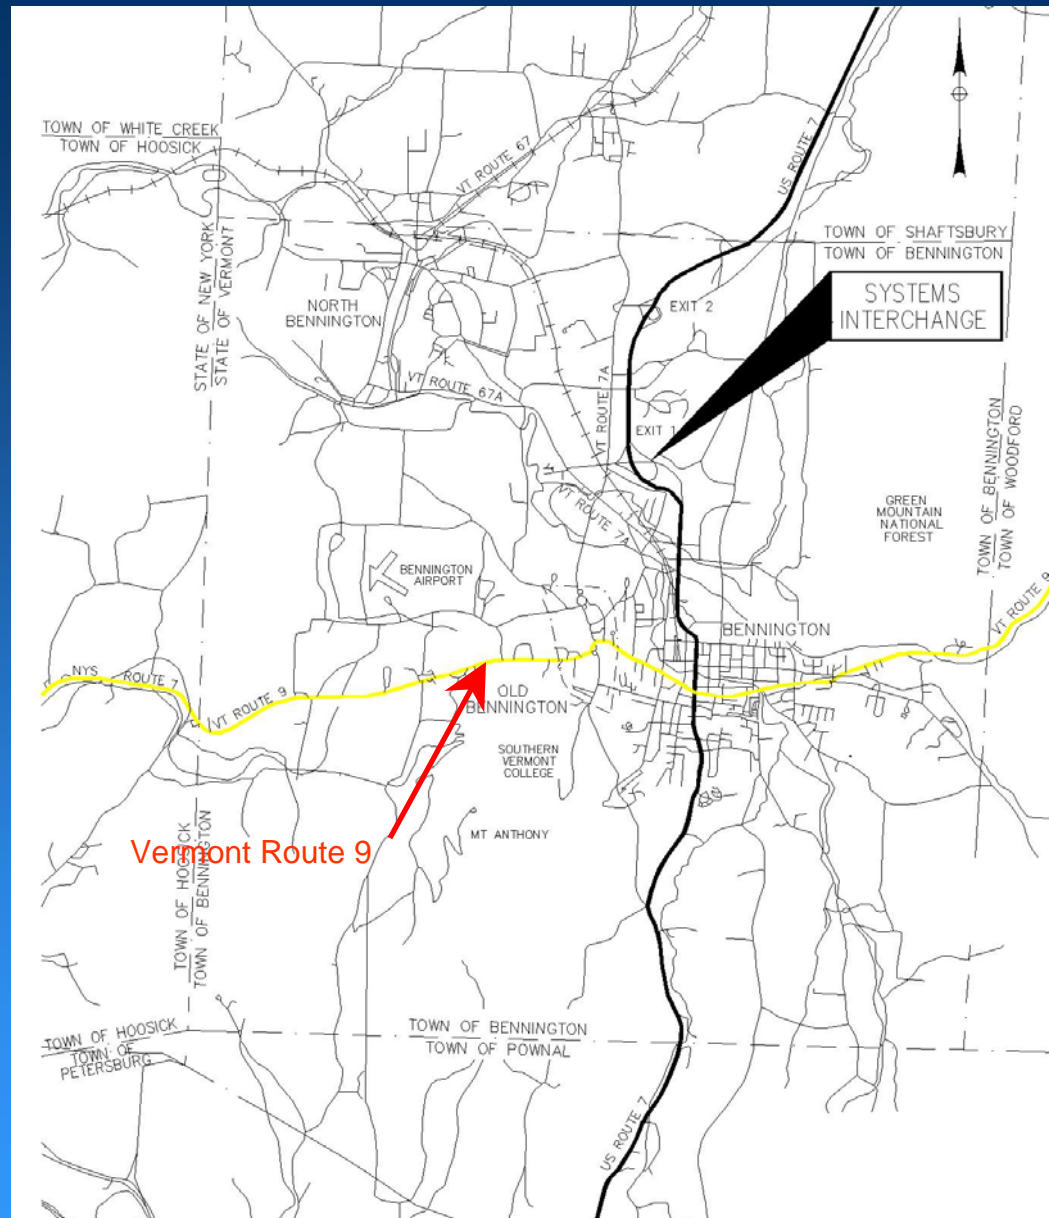 TOWN OF WHITE CREEK
TOWN OF HOOSICK
VT ROUTE 67
US ROUTE 7
STATE OF NEW YORK
STATE OF VERMONT
TOWN OF SHAFTSBURY
TOWN OF BENNINGTON
SYSTEMS
INTERCHANGE
NORTH
BENNINGTON
EXIT 2
VT ROUTE 67A
VT ROUTE 7A
EXIT 1
TOWN OF BENNINGTON
TOWN OF WOODFORD
GREEN
MOUNTAIN
NATIONAL
FOREST
VT ROUTE 7A
BENNINGTON
AIRPORT
BENNINGTON
VT ROUTE 9
NYS ROUTE 7
VT ROUTE 9
OLD
BENNINGTON
SOUTHERN
VERMONT
COLLEGE
MT ANTHONY
Vermont Route 9
TOWN OF HOOSICK
TOWN OF BENNINGTON
TOWN OF HOOSICK
TOWN OF
PETERSBURG
TOWN OF BENNINGTON
TOWN OF POWNAL
US ROUTE 7